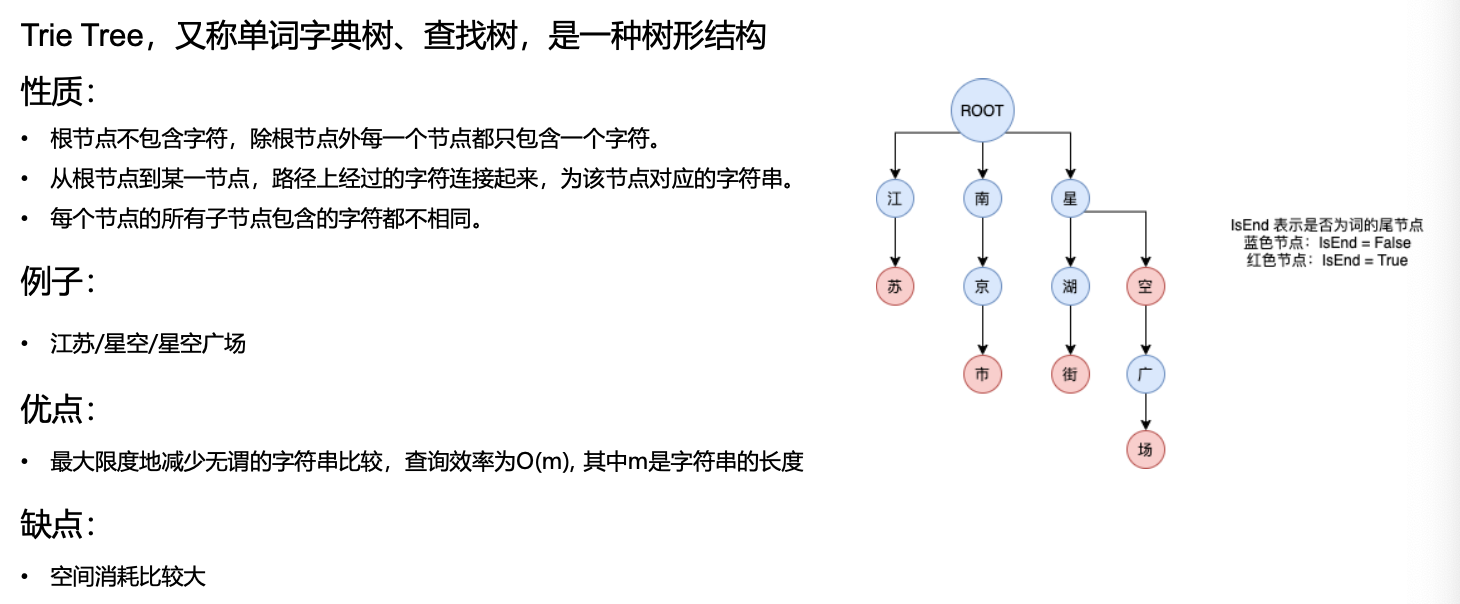 Trie Tree，又称单词字典树、查找树，是一种树形结构
性质：
• 根节点不包含字符，除根节点外每一个节点都只包含一个字符。
• 从根节点到某一节点，路径上经过的字符连接起来，为该节点对应的字符串。
• 每个节点的所有子节点包含的字符都不相同。
例子：
• 江苏/星空/星空广场
优点：
• 最大限度地减少无谓的字符串比较，查询效率为O(m), 其中m是字符串的长度
缺点：
• 空间消耗比较大
ROOT
江 南 星
苏 京 湖 空
市 街 广
场
IsEnd 表示是否为词的尾节点
蓝色节点：IsEnd = False
红色节点：IsEnd = True